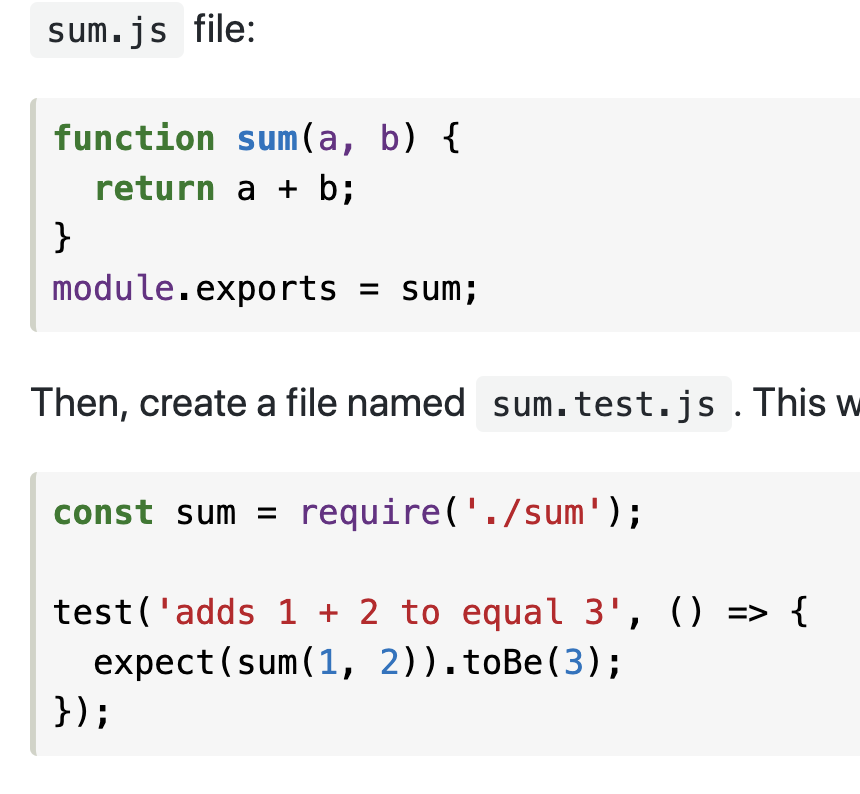 sum.js file:
function sum(a, b) {
  return a + b;
}
module.exports = sum;
Then, create a file named sum.test.js. This
const sum = require('./sum');

test('adds 1 + 2 to equal 3', () => {
  expect(sum(1, 2)).toBe(3);
});